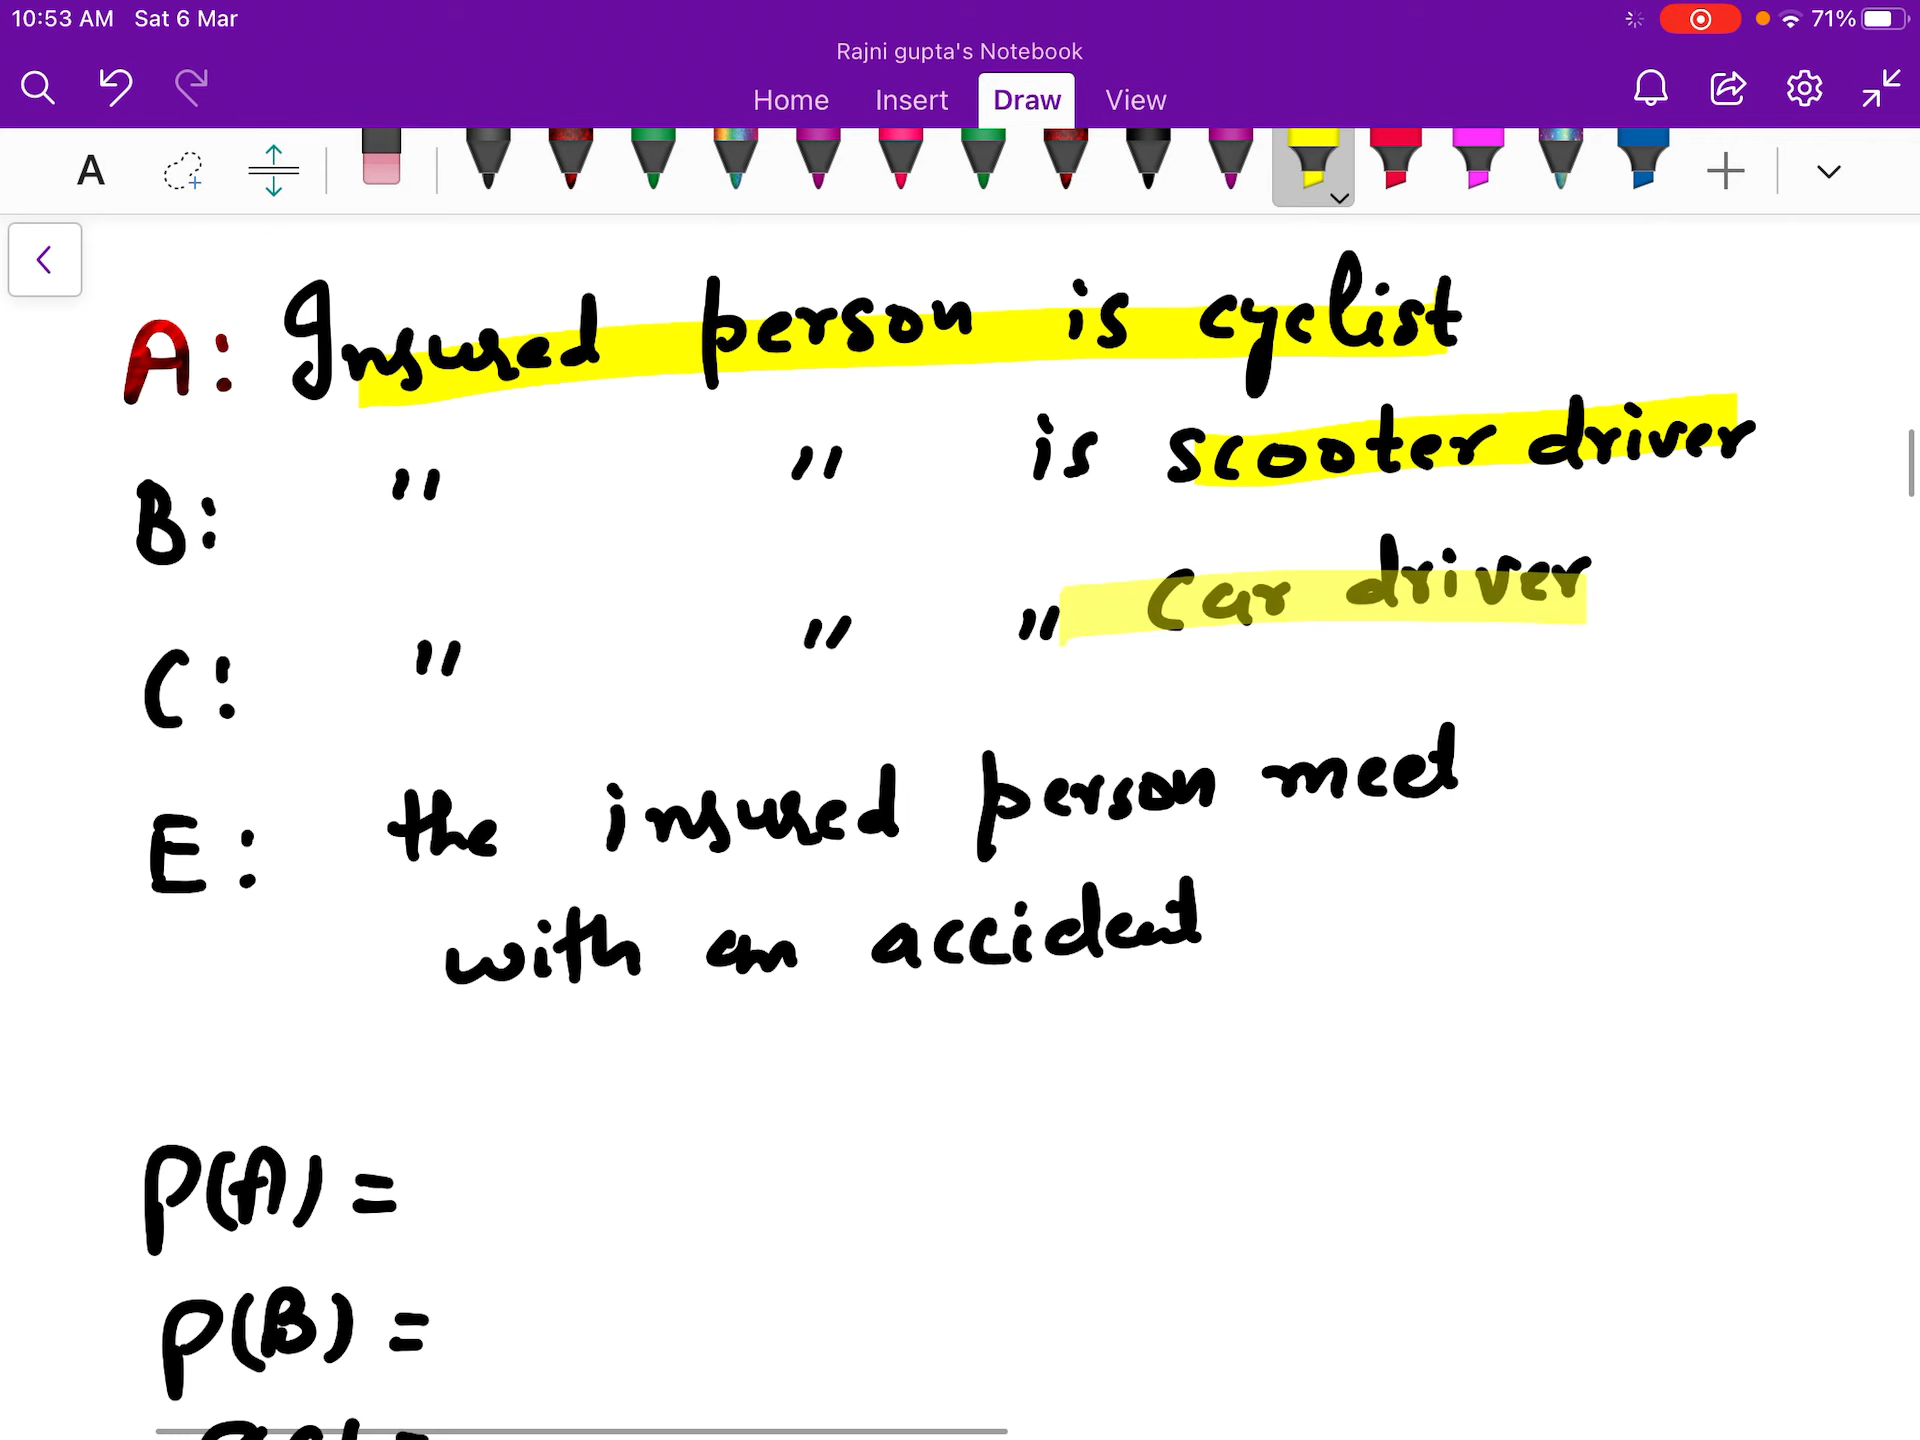 10:53 AM Sat 6 Mar
71%
Rajni gupta's Notebook
Home Insert Draw View
A
A: Insured person is cyclist
B: " " is scooter driver
C: " " " Car driver
E: the insured person meet
with an accident
P(A) =
P(B) =